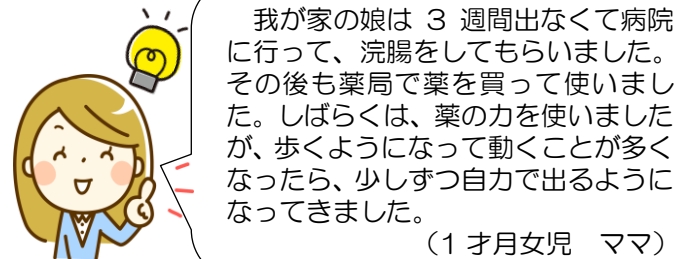 我が家の娘は 3 週間出なくて病院
に行って、浣腸をしてもらいました。
その後も薬局で薬を買って使いまし
た。しばらくは、薬の力を使いました
が、歩くようになって動くことが多く
なったら、少しずつ自力で出るように
なってきました。
（1 才月女児　ママ）